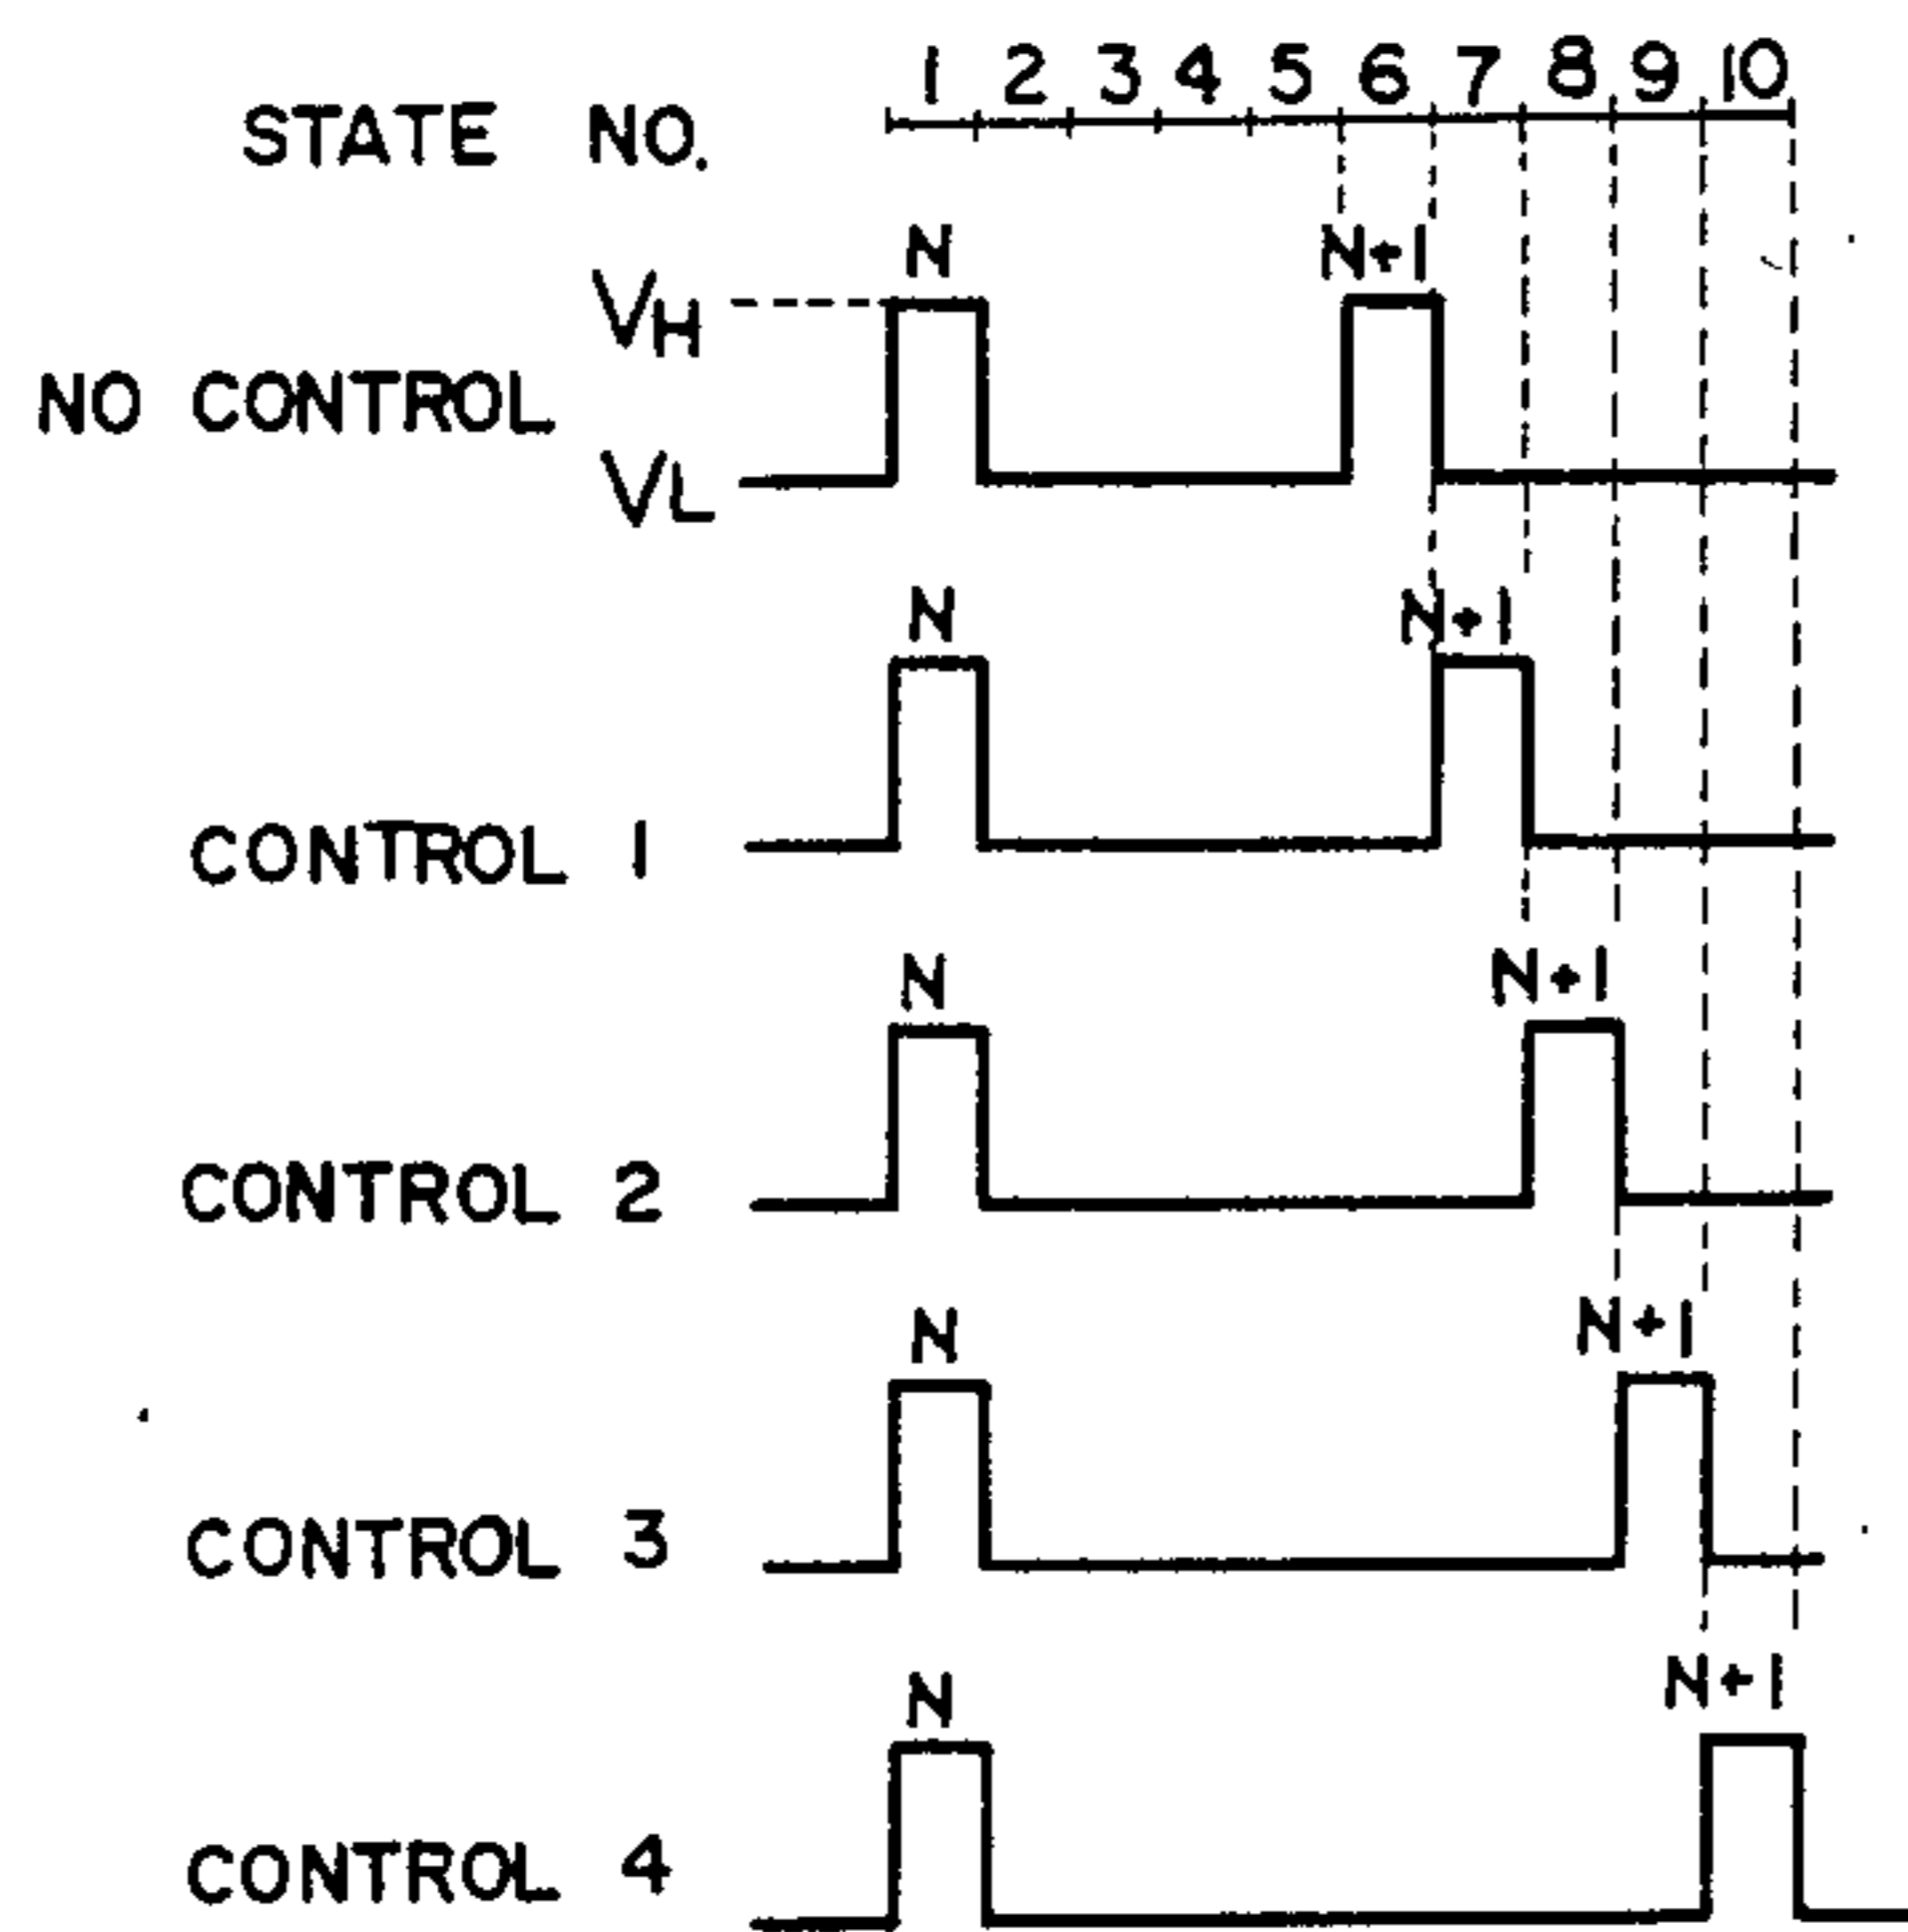 1 2 3 4 5 6 7 8 9 10
STATE NO.
N N+1
VH
NO CONTROL
VL
N N+1
CONTROL 1
N N+1
CONTROL 2
N N+1
CONTROL 3
N N+1
CONTROL 4